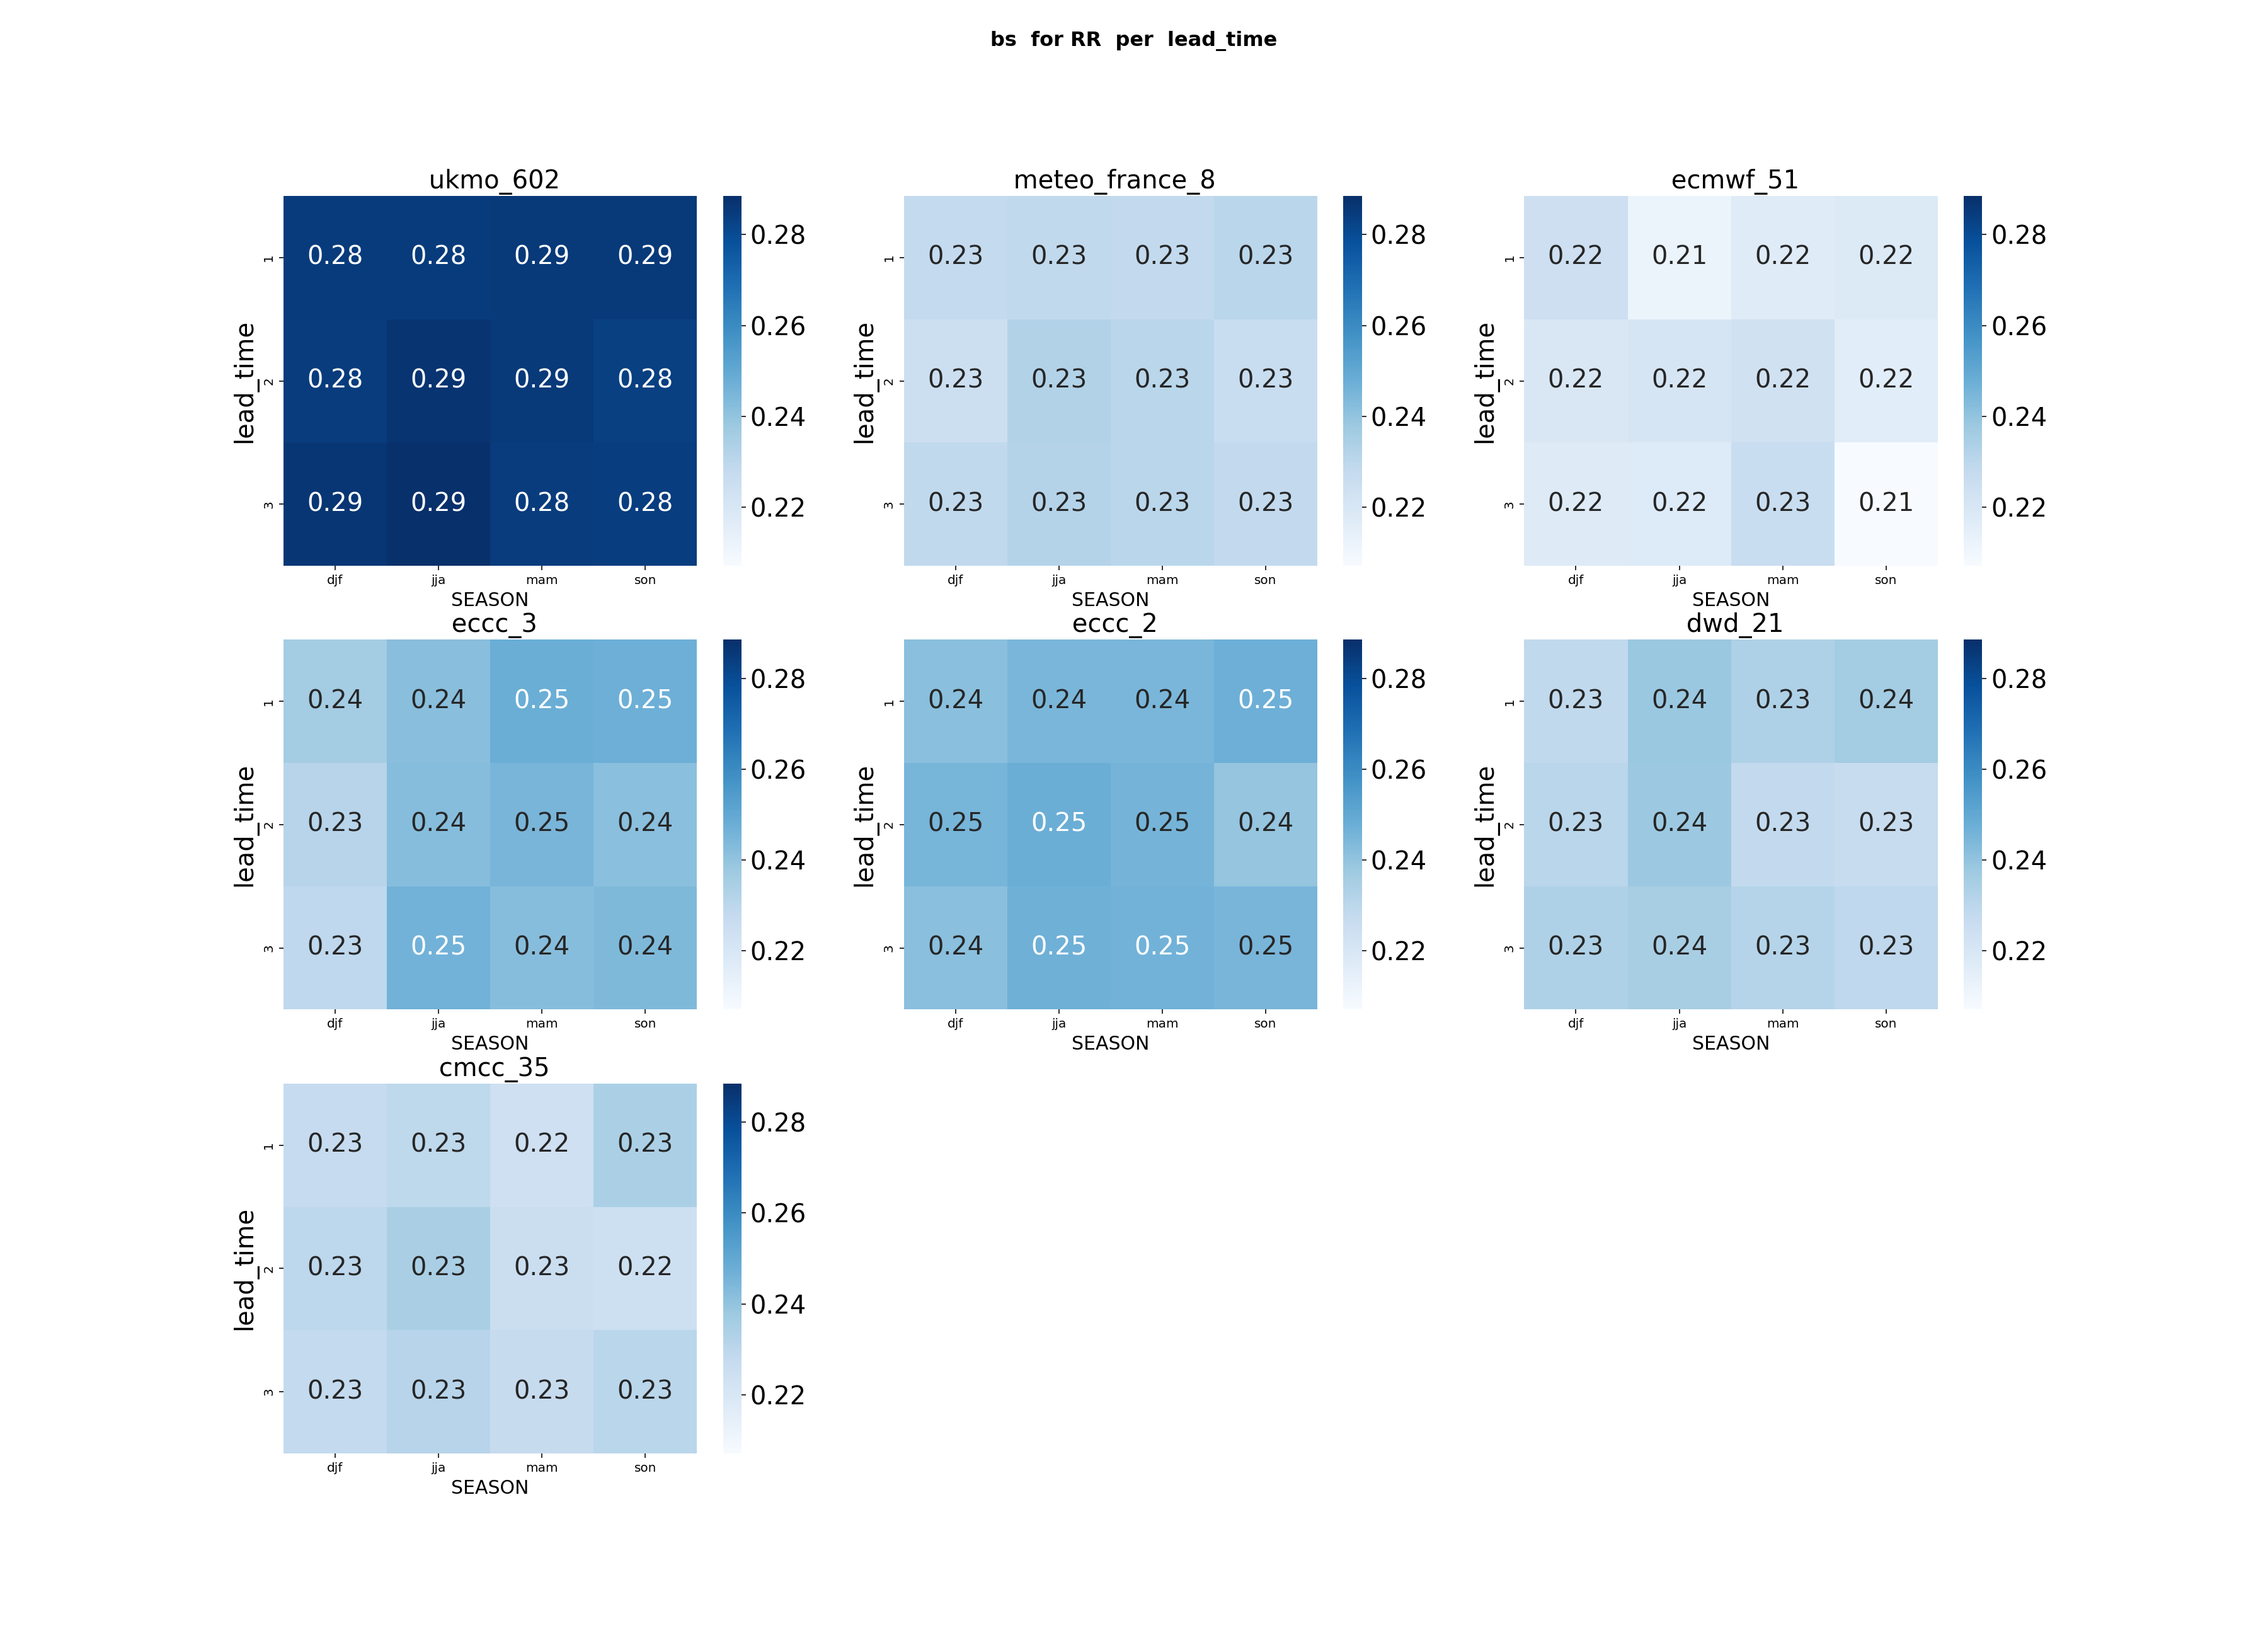 bs for RR per lead_time
ukmo_602
0.28 0.28 0.29 0.29
0.28 0.29 0.29 0.28
0.29 0.29 0.28 0.28
1
2
3
lead_time
djf jja mam son
SEASON
0.28
0.26
0.24
0.22
meteo_france_8
0.23 0.23 0.23 0.23
0.23 0.23 0.23 0.23
0.23 0.23 0.23 0.23
1
2
3
lead_time
djf jja mam son
SEASON
0.28
0.26
0.24
0.22
ecmwf_51
0.22 0.21 0.22 0.22
0.22 0.22 0.22 0.22
0.22 0.22 0.23 0.21
1
2
3
lead_time
djf jja mam son
SEASON
0.28
0.26
0.24
0.22
eccc_3
0.24 0.24 0.25 0.25
0.23 0.24 0.25 0.24
0.23 0.25 0.24 0.24
1
2
3
lead_time
djf jja mam son
SEASON
0.28
0.26
0.24
0.22
eccc_2
0.24 0.24 0.24 0.25
0.25 0.25 0.25 0.24
0.24 0.25 0.25 0.25
1
2
3
lead_time
djf jja mam son
SEASON
0.28
0.26
0.24
0.22
dwd_21
0.23 0.24 0.23 0.24
0.23 0.24 0.23 0.23
0.23 0.24 0.23 0.23
1
2
3
lead_time
djf jja mam son
SEASON
0.28
0.26
0.24
0.22
cmcc_35
0.23 0.23 0.22 0.23
0.23 0.23 0.23 0.22
0.23 0.23 0.23 0.23
1
2
3
lead_time
djf jja mam son
SEASON
0.28
0.26
0.24
0.22